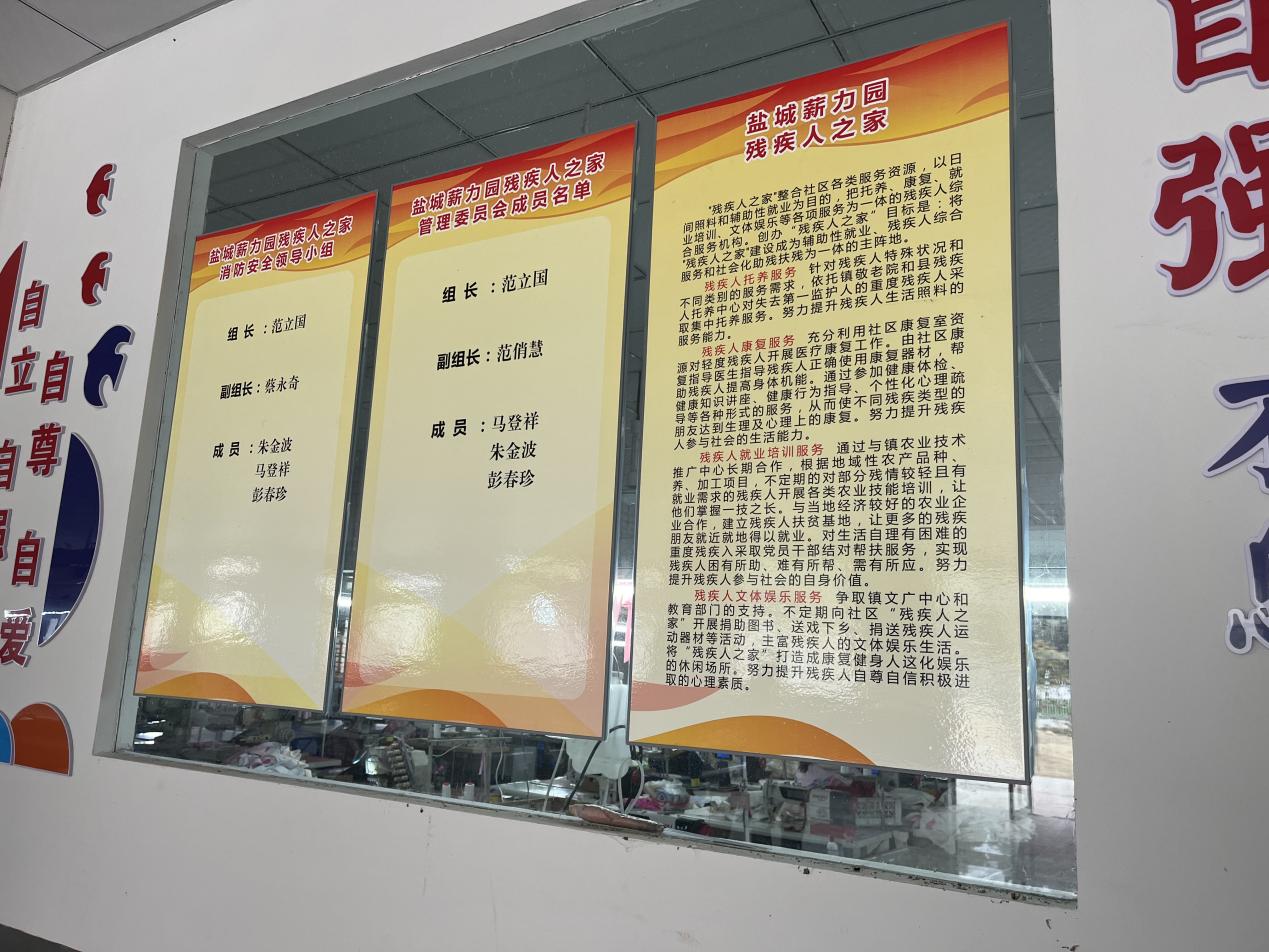 自立
自尊
自强
自爱
盐城薪力园残疾人之家
消防安全领导小组
组 长 ：范立国
副组长：蔡永奇
成 员 ：朱金波
马登祥
彭春珍
盐城薪力园残疾人之家
管理委员会成员名单
组 长 ：范立国
副组长：范俏慧
成 员 ：马登祥
朱金波
彭春珍
盐城薪力园
残疾人之家
"残疾人之家"整合社区各类服务资源，以日
间照料和辅助性就业为目的，把托养、康复、就
业培训、文体娱乐等各项服务为一体的残疾人综
合服务机构。创办“残疾人之家”目标是：将
"残疾人之家"建设成为辅助性就业、残疾人综合
服务和社会化助残扶残为一体的主阵地。
残疾人托养服务 针对残疾人特殊状况和
不同类别的服务需求，依托镇敬老院和县残疾
人托养中心对失去第一监护人的重度残疾人采
取集中托养服务。努力提升残疾人生活照料的
服务能力。
残疾人康复服务 充分利用社区康复室资
源对轻度残疾人开展医疗康复工作。由社区康
复指导医生指导残疾人正确使用康复器材，帮
助残疾人提高身体机能。通过参加健康体检、
健康知识讲座、健康行为指导、个性化心理疏
导等各种形式的服务，从而使不同残疾类型的
朋友达到生理及心理上的康复。努力提升残疾
人参与社会的生活能力。
残疾人就业培训服务 通过与镇农业技术
推广中心长期合作，根据地域性农产品种、
养、加工项目，不定期的对部分残情较轻且有
就业需求的残疾人开展各类农业技能培训，让
他们掌握一技之长。与当地经济较好的农业企
业合作，建立残疾人扶贫基地，让更多的残疾
朋友就近就地得以就业。对生活自理有困难的
重度残疾入采取党员干部结对帮扶服务，实现
残疾人困有所助、难有所帮、需有所应。努力
提升残疾人参与社会的自身价值。
残疾人文体娱乐服务 争取镇文广中心和
教育部门的支持。不定期向社区“残疾人之
家”开展捐助图书、送戏下乡、捐送残疾人运
动器材等活动，主富残疾人的文体娱乐生活。
将“残疾人之家”打造成康复健身人这化娱乐
的休闲场所。努力提升残疾人自尊自信积极进
取的心理素质。
自强
不息